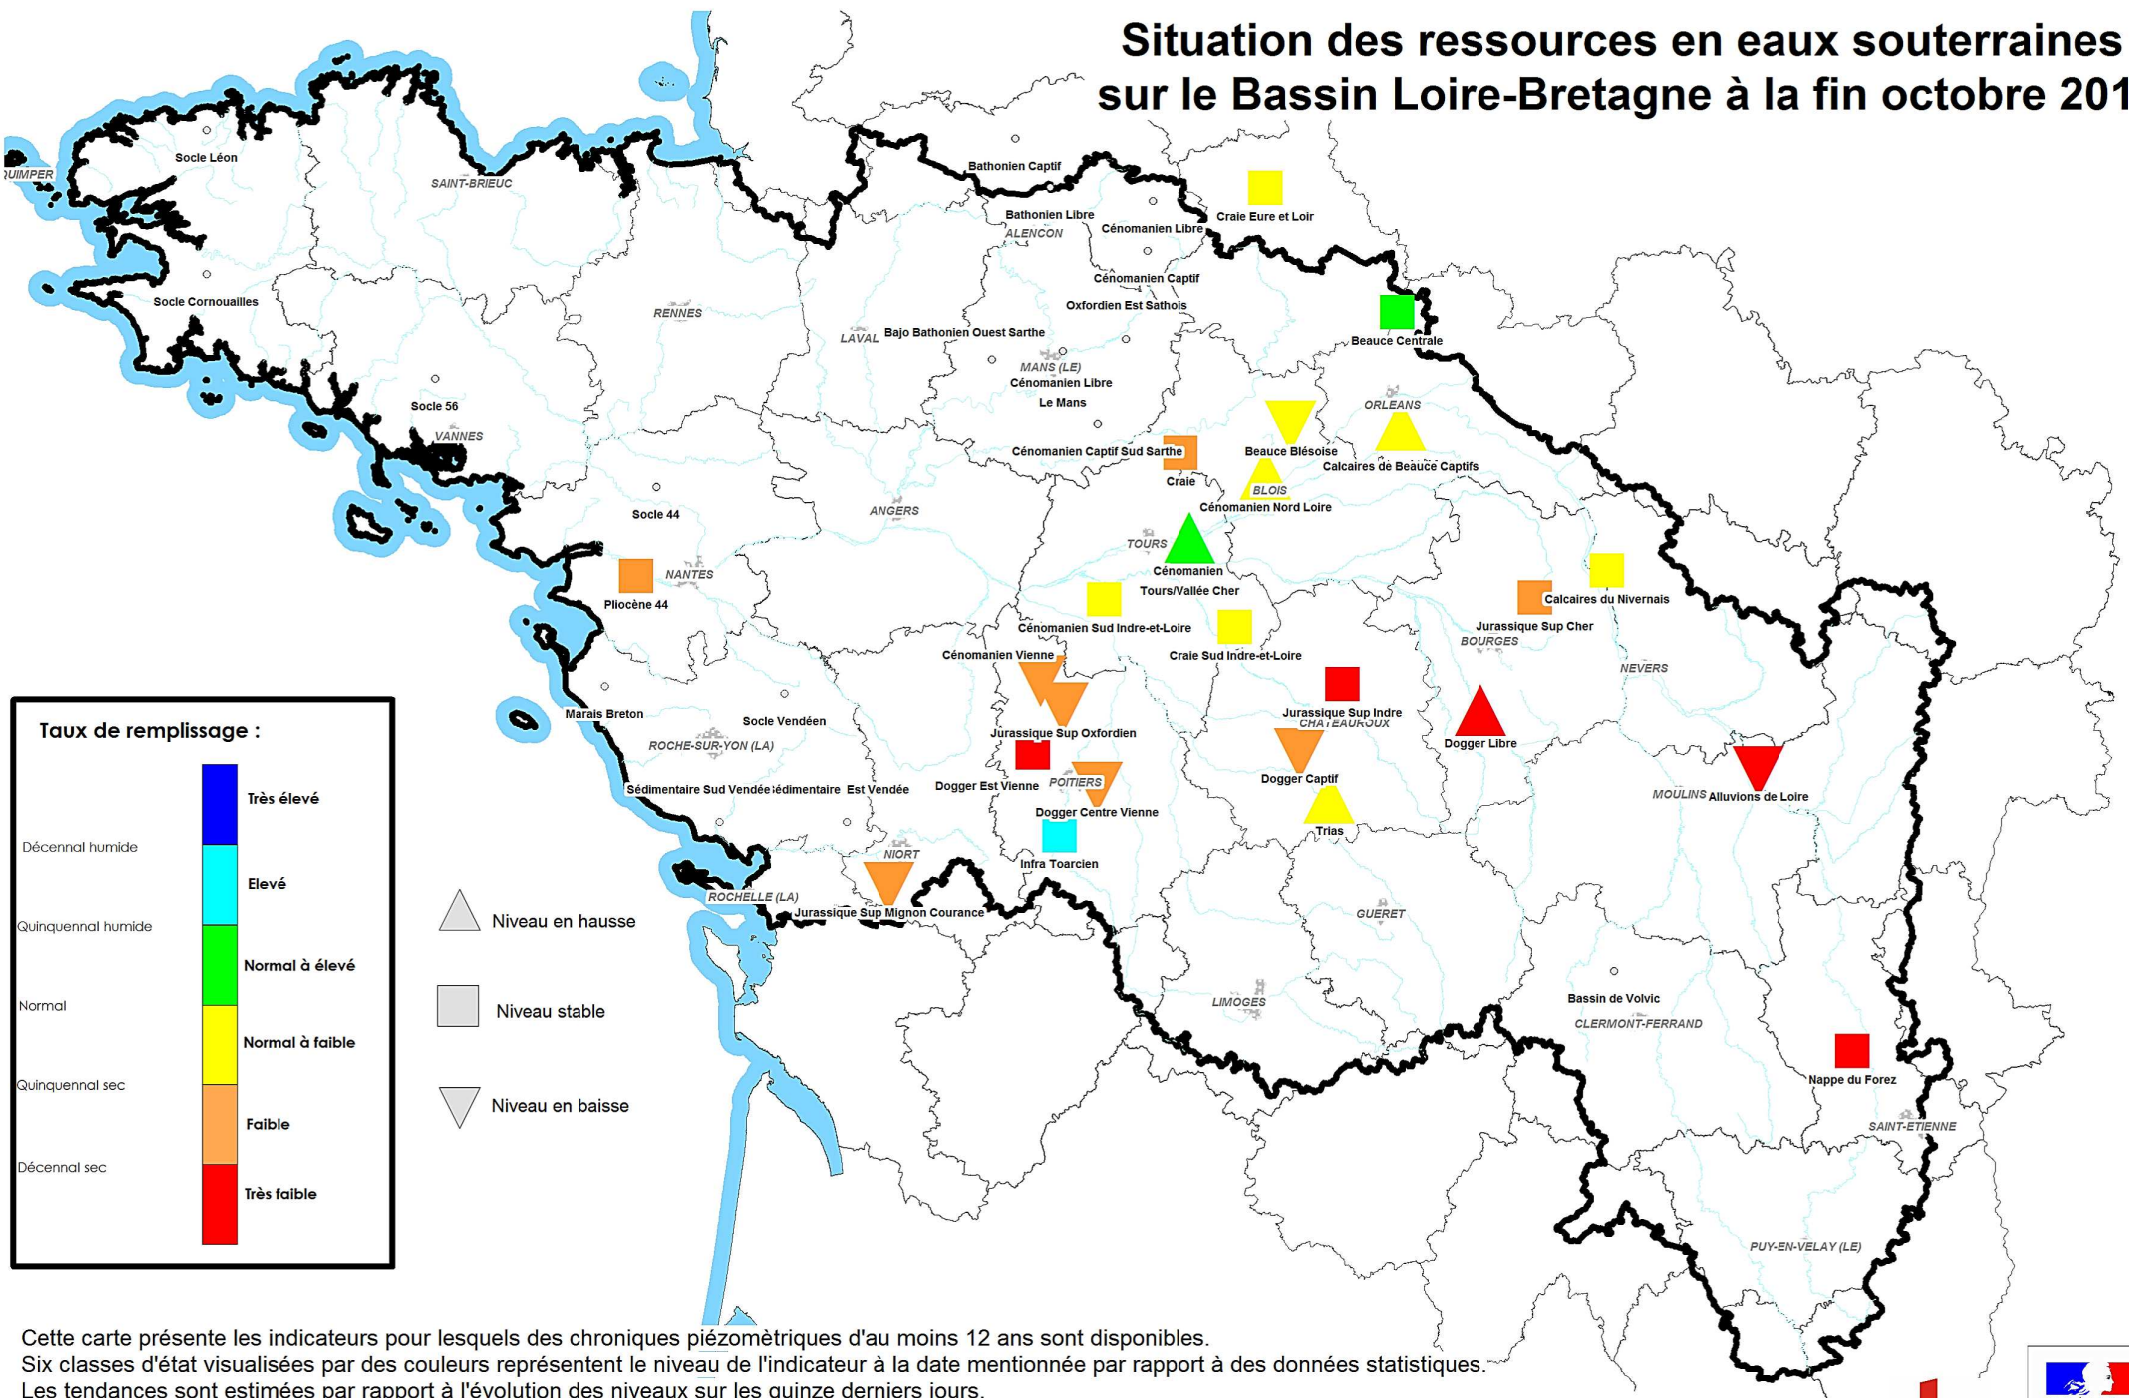 Situation des ressources en eaux souterraines
sur le Bassin Loire-Bretagne à la fin octobre 201
Socle Léon
QUIMPER
SAINT-BRIEUC
Bathonien Captif
Craie Eure et Loir
Bathonien Libre
ALENCON
Cénomanien Libre
Cénomanien Captif
Socle Cornouailles
Oxfordien Est Sathois
RENNES
LAVAL
Bajo Bathonien Ouest Sarthe
Beauce Centrale
MANS (LE)
Cénomanien Libre
Le Mans
Socle 56
VANNES
ORLEANS
Cénomanien Captif Sud Sarthe
Craie
Beauce Blésoise
Calcaires de Beauce Captifs
BLOIS
Cénomanien Nord Loire
Socle 44
ANGERS
TOURS
Cénomanien
Tours/Vallée Cher
NANTES
Pliocène 44
Calcaires du Nivernais
Cénomanien Sud Indre-et-Loire
Jurassique Sup Cher
BOURGES
Cénomanien Vienne
Craie Sud Indre-et-Loire
NEVERS
Marais Breton
Socle Vendéen
Jurassique Sup Indre
CHATEAUROUX
Jurassique Sup Oxfordien
ROCHE-SUR-YON (LA)
Dogger Libre
Dogger Captif
Sédimentaire Sud Vendée
sédimentaire Est Vendée
Dogger Est Vienne
POITIERS
MOULINS
Alluvions de Loire
Dogger Centre Vienne
Trias
NIORT
Infra Toarcien
ROCHELLE (LA)
Jurassique Sup Mignon Courance
GUERET
LIMOGES
Bassin de Volvic
CLERMONT-FERRAND
Nappe du Forez
SAINT-ETIENNE
PUY-EN-VELAY (LE)
Taux de remplissage :
Très élevé
Décennal humide
Elevé
Quinquennal humide
Normal à élevé
Normal
Normal à faible
Quinquennal sec
Faible
Décennal sec
Très faible
Niveau en hausse
Niveau stable
Niveau en baisse
Cette carte présente les indicateurs pour lesquels des chroniques piézomètriques d'au moins 12 ans sont disponibles.
Six classes d'état visualisées par des couleurs représentent le niveau de l'indicateur à la date mentionnée par rapport à des données statistiques.
Les tendances sont estimées par rapport à l'évolution des niveaux sur les quinze derniers jours.